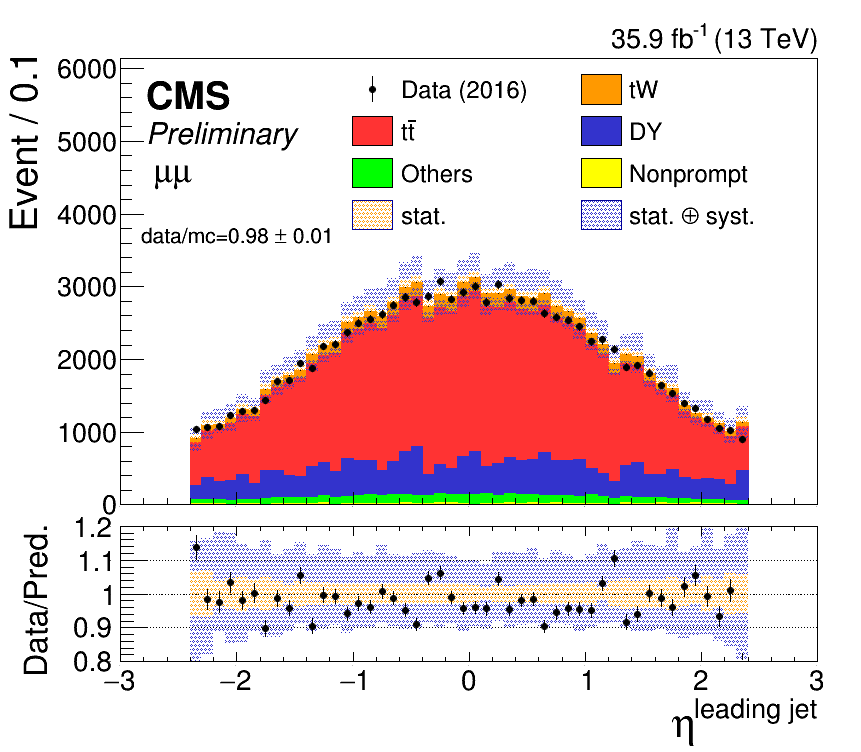 35.9 fb⁻¹ (13 TeV)
Event / 0.1
6000
5000
4000
3000
2000
1000
0
CMS
Preliminary
μμ
data/mc=0.98 ± 0.01
Data (2016)
tW
tt̄
DY
Others
Nonprompt
stat.
stat. ⊕ syst.
Data/Pred.
1.2
1.1
1
0.9
0.8
−3 −2 −1 0 1 2 3
η^leading jet